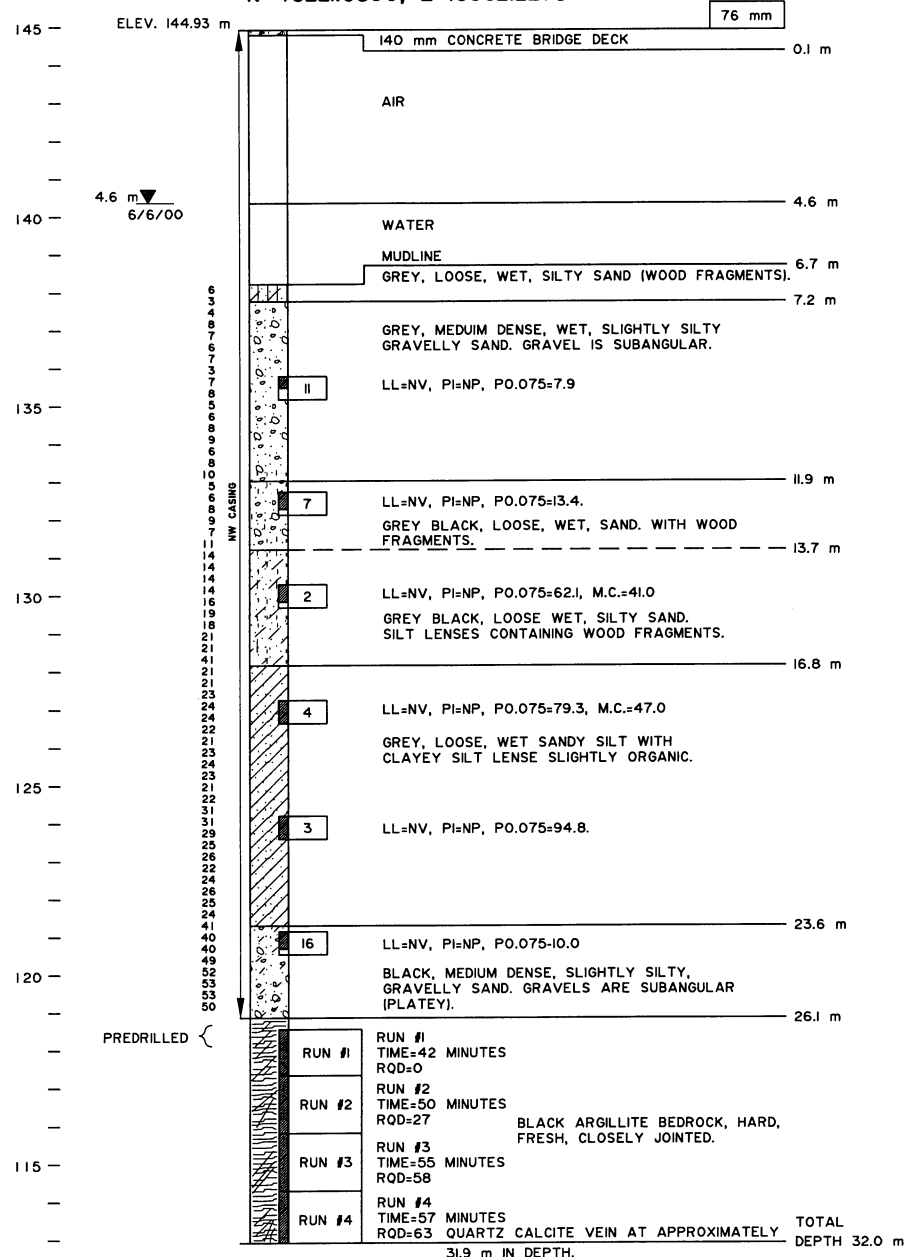 76 mm
ELEV. 144.93 m
145
140 mm CONCRETE BRIDGE DECK
0.1 m
AIR
4.6 m
6/6/00
4.6 m
140
WATER
MUDLINE
6.7 m
GREY, LOOSE, WET, SILTY SAND (WOOD FRAGMENTS).
7.2 m
6
3
4
8
7
6
7
3
7
8
5
6
8
9
6
8
10
5
6
8
9
7
11
14
14
14
14
16
19
18
21
21
41
21
21
23
24
24
22
21
23
24
23
21
22
31
31
29
25
26
22
24
26
25
24
41
40
40
49
52
53
53
50
NW CASING
GREY, MEDUIM DENSE, WET, SLIGHTLY SILTY
GRAVELLY SAND. GRAVEL IS SUBANGULAR.
11
LL=NV, PI=NP, P0.075=7.9
135
11.9 m
7
LL=NV, PI=NP, P0.075=13.4.
GREY BLACK, LOOSE, WET, SAND. WITH WOOD
FRAGMENTS.
13.7 m
130
2
LL=NV, PI=NP, P0.075=62.1, M.C.=41.0
GREY BLACK, LOOSE WET, SILTY SAND.
SILT LENSES CONTAINING WOOD FRAGMENTS.
16.8 m
4
LL=NV, PI=NP, P0.075=79.3, M.C.=47.0
GREY, LOOSE, WET SANDY SILT WITH
CLAYEY SILT LENSE SLIGHTLY ORGANIC.
125
3
LL=NV, PI=NP, P0.075=94.8.
23.6 m
16
LL=NV, PI=NP, P0.075-10.0
120
BLACK, MEDIUM DENSE, SLIGHTLY SILTY,
GRAVELLY SAND. GRAVELS ARE SUBANGULAR
(PLATEY).
26.1 m
PREDRILLED {
RUN #1
RUN #1
TIME=42 MINUTES
RQD=0
RUN #2
RUN #2
TIME=50 MINUTES
RQD=27
BLACK ARGILLITE BEDROCK, HARD,
FRESH, CLOSELY JOINTED.
115
RUN #3
RUN #3
TIME=55 MINUTES
RQD=58
RUN #4
RUN #4
TIME=57 MINUTES
RQD=63 QUARTZ CALCITE VEIN AT APPROXIMATELY
31.9 m IN DEPTH.
TOTAL
DEPTH 32.0 m